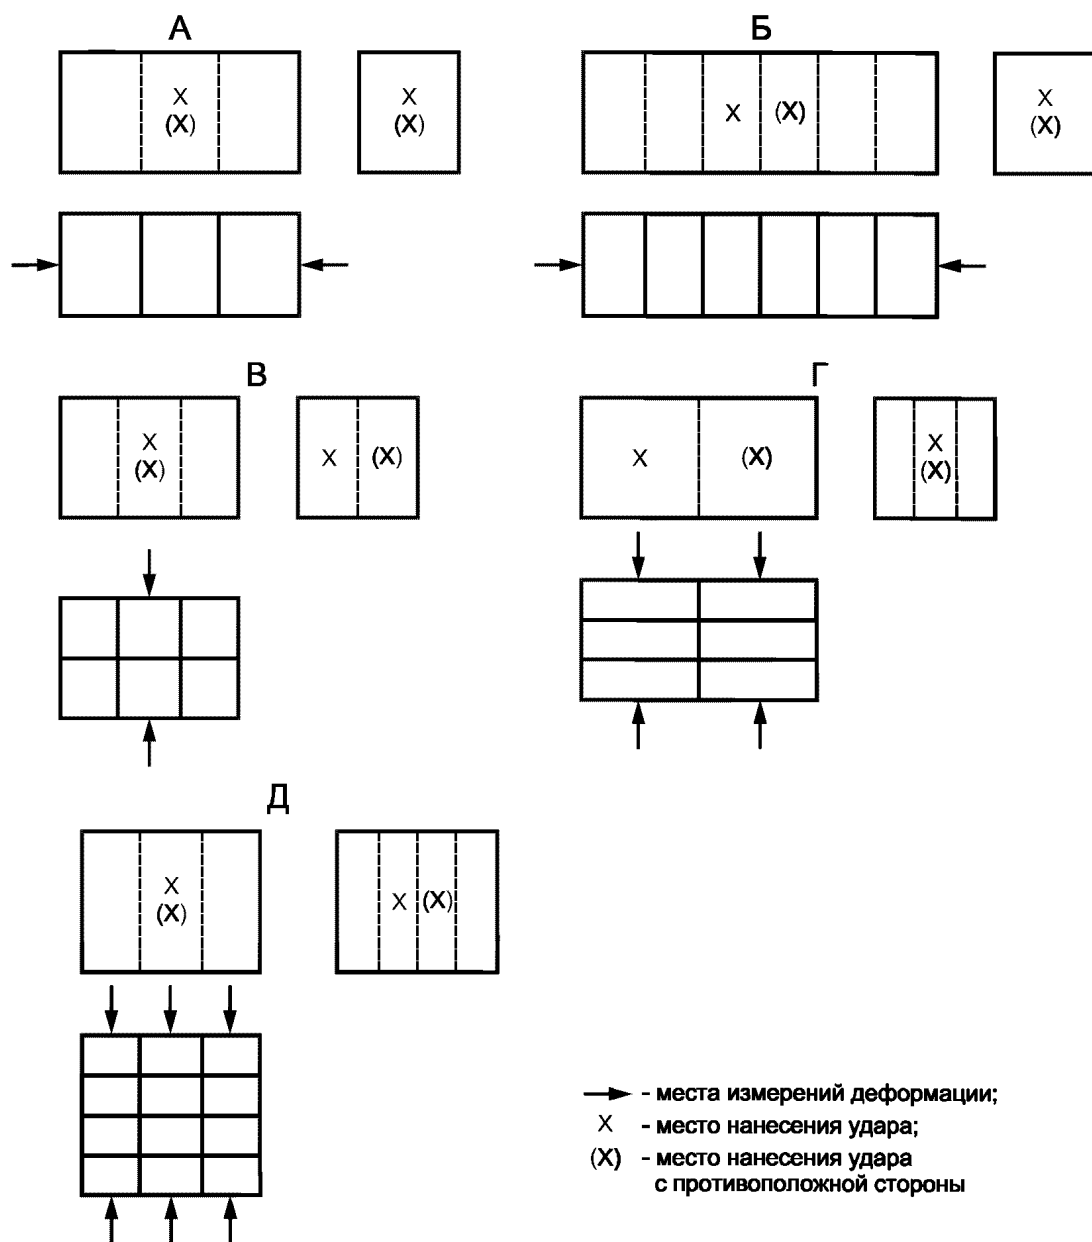 А
Б
X
(X)
X
(X)
X
(X)
X
(X)
В
Г
X
(X)
X
(X)
X
(X)
X
(X)
Д
X
(X)
X
(X)
- места измерений деформации;
X - место нанесения удара;
(X) - место нанесения удара
с противоположной стороны